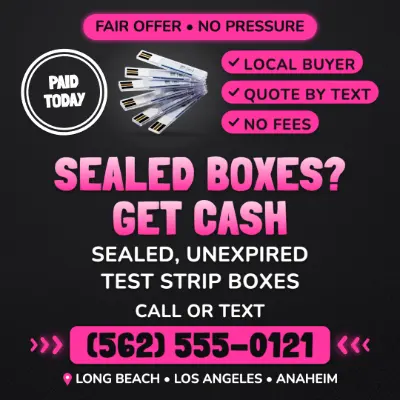 FAIR OFFER • NO PRESSURE
PAID
TODAY
LOCAL BUYER
QUOTE BY TEXT
NO FEES
SEALED BOXES?
GET CASH
SEALED, UNEXPIRED
TEST STRIP BOXES
CALL OR TEXT
(562) 555-0121
LONG BEACH • LOS ANGELES • ANAHEIM